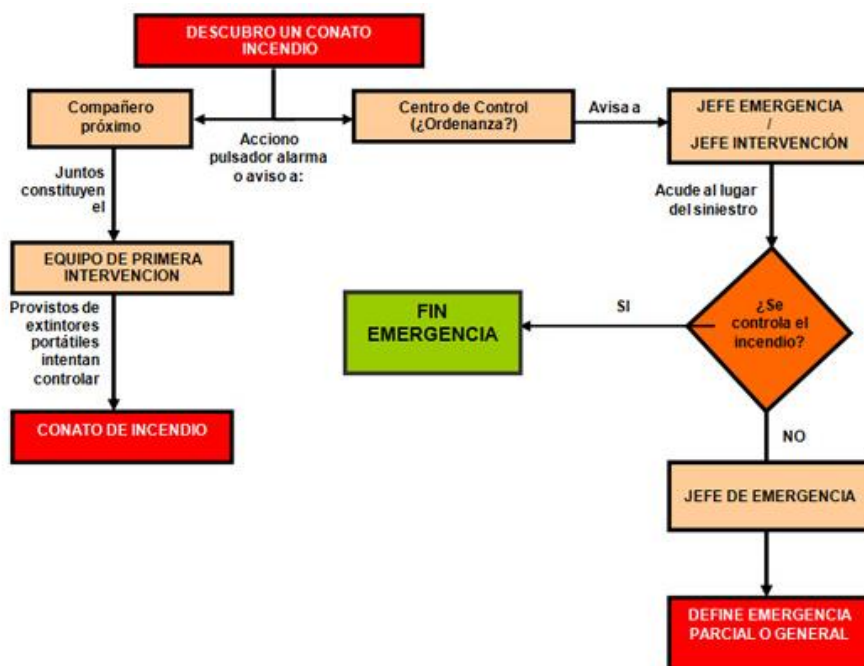 DESCUBRO UN CONATO
INCENDIO
Compañero
próximo
Acciono
pulsador alarma
o aviso a:
Centro de Control
(¿Ordenanza?)
Avisa a
JEFE EMERGENCIA
/
JEFE INTERVENCIÓN
Juntos
constituyen
el
Acude al lugar
del siniestro
EQUIPO DE PRIMERA
INTERVENCION
Provistos de
extintores
portátiles
intentan
controlar
FIN
EMERGENCIA
SI
¿Se
controla el
incendio?
CONATO DE INCENDIO
NO
JEFE DE EMERGENCIA
DEFINE EMERGENCIA
PARCIAL O GENERAL